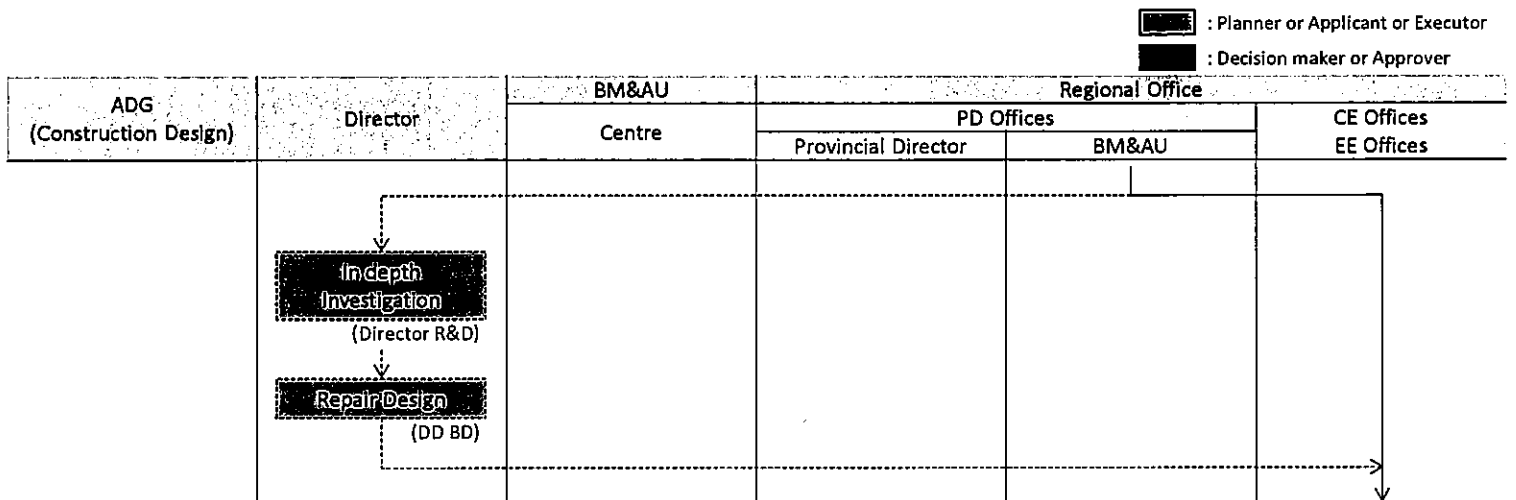 : Planner or Applicant or Executor
: Decision maker or Approver
ADG
(Construction Design)
Director
BM&AU
Centre
Regional Office
PD Offices
Provincial Director
BM&AU
CE Offices
EE Offices
In depth
Investigation
(Director R&D)
Repair Design
(DD BD)